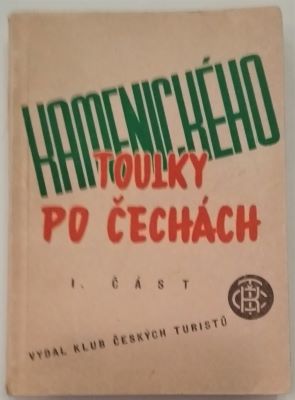 KAMENICKÉHO
TOULKY
PO ČECHÁCH
I. ČÁST
VYDAL KLUB ČESKÝCH TURISTŮ